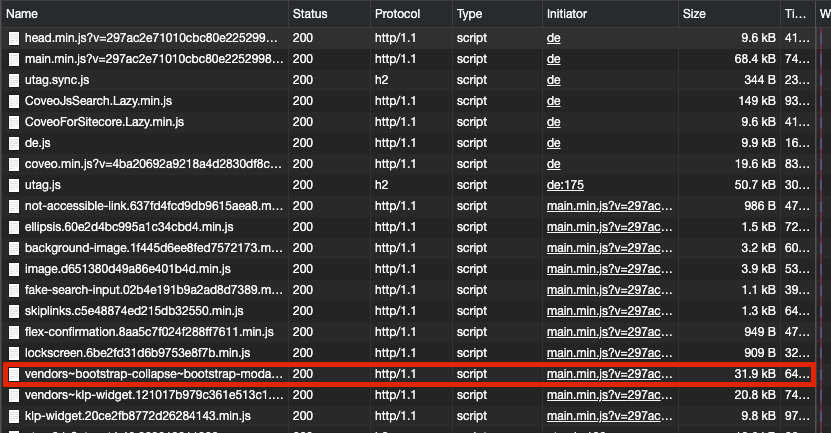 Name Status Protocol Type Initiator Size Ti... W
head.min.js?v=297ac2e71010cbc80e225299... 200 http/1.1 script de 9.6 kB 41...
main.min.js?v=297ac2e71010cbc80e2252998... 200 http/1.1 script de 68.4 kB 74...
utag.sync.js 200 h2 script de 344 B 23...
CoveoJsSearch.Lazy.min.js 200 http/1.1 script de 149 kB 93...
CoveoForSitecore.Lazy.min.js 200 http/1.1 script de 9.6 kB 41...
de.js 200 http/1.1 script de 9.9 kB 16...
coveo.min.js?v=4ba20692a9218a4d2830df8c... 200 http/1.1 script de 19.6 kB 83...
utag.js 200 h2 script de:175 50.7 kB 30...
not-accessible-link.637fd4fcd9db9615aea8.m... 200 http/1.1 script main.min.js?v=297ac... 986 B 47...
ellipsis.60e2d4bc995a1c34cbd4.min.js 200 http/1.1 script main.min.js?v=297ac... 1.5 kB 72...
background-image.1f445d6ee8fed7572173.m... 200 http/1.1 script main.min.js?v=297ac... 3.2 kB 60...
image.d651380d49a86e401b4d.min.js 200 http/1.1 script main.min.js?v=297ac... 3.9 kB 53...
fake-search-input.02b4e191b9a2ad8d7389.m... 200 http/1.1 script main.min.js?v=297ac... 1.1 kB 39...
skiplinks.c5e48874ed215db32550.min.js 200 http/1.1 script main.min.js?v=297ac... 1.3 kB 64...
flex-confirmation.8aa5c7f024f288ff7611.min.js 200 http/1.1 script main.min.js?v=297ac... 949 B 47...
lockscreen.6be2fd31d6b9753e8f7b.min.js 200 http/1.1 script main.min.js?v=297ac... 909 B 32...
vendors~bootstrap-collapse~bootstrap-moda... 200 http/1.1 script main.min.js?v=297ac... 31.9 kB 64...
vendors~klp-widget.121017b979c361e513c1.... 200 http/1.1 script main.min.js?v=297ac... 20.8 kB 74...
klp-widget.20ce2fb8772d26284143.min.js 200 http/1.1 script main.min.js?v=297ac... 9.8 kB 97...